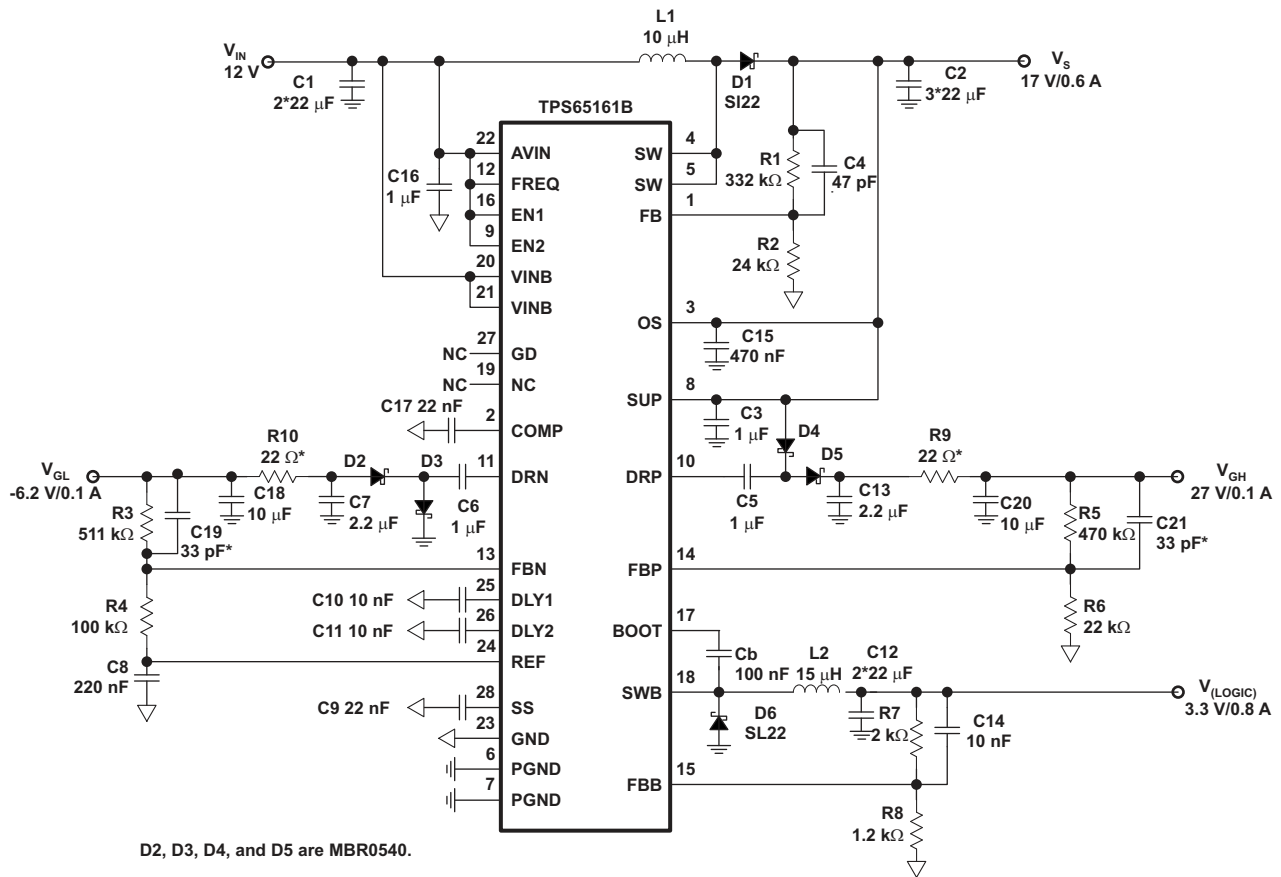 L1
10 μH
V_IN
12 V
C1
2*22 μF
D1
SI22
C2
3*22 μF
V_S
17 V/0.6 A
TPS65161B
22
AVIN
12
FREQ
16
EN1
9
EN2
20
VINB
21
VINB
27
NC
GD
19
NC
NC
C17 22 nF
2
COMP
11
DRN
13
FBN
25
DLY1
26
DLY2
24
REF
28
SS
23
GND
6
PGND
7
PGND
4
SW
5
SW
1
FB
3
OS
8
SUP
10
DRP
14
FBP
17
BOOT
18
SWB
15
FBB
C16
1 μF
R1
332 kΩ
C4
47 pF
R2
24 kΩ
C15
470 nF
C3
1 μF
D4
D5
R9
22 Ω*
C5
1 μF
C13
2.2 μF
C20
10 μF
R5
470 kΩ
C21
33 pF*
V_GH
27 V/0.1 A
R6
22 kΩ
V_GL
-6.2 V/0.1 A
R10
22 Ω*
D2
D3
R3
511 kΩ
C19
33 pF*
C18
10 μF
C7
2.2 μF
C6
1 μF
R4
100 kΩ
C10 10 nF
C11 10 nF
C8
220 nF
C9 22 nF
Cb
100 nF
L2
15 μH
C12
2*22 μF
D6
SL22
R7
2 kΩ
C14
10 nF
V_(LOGIC)
3.3 V/0.8 A
R8
1.2 kΩ
D2, D3, D4, and D5 are MBR0540.